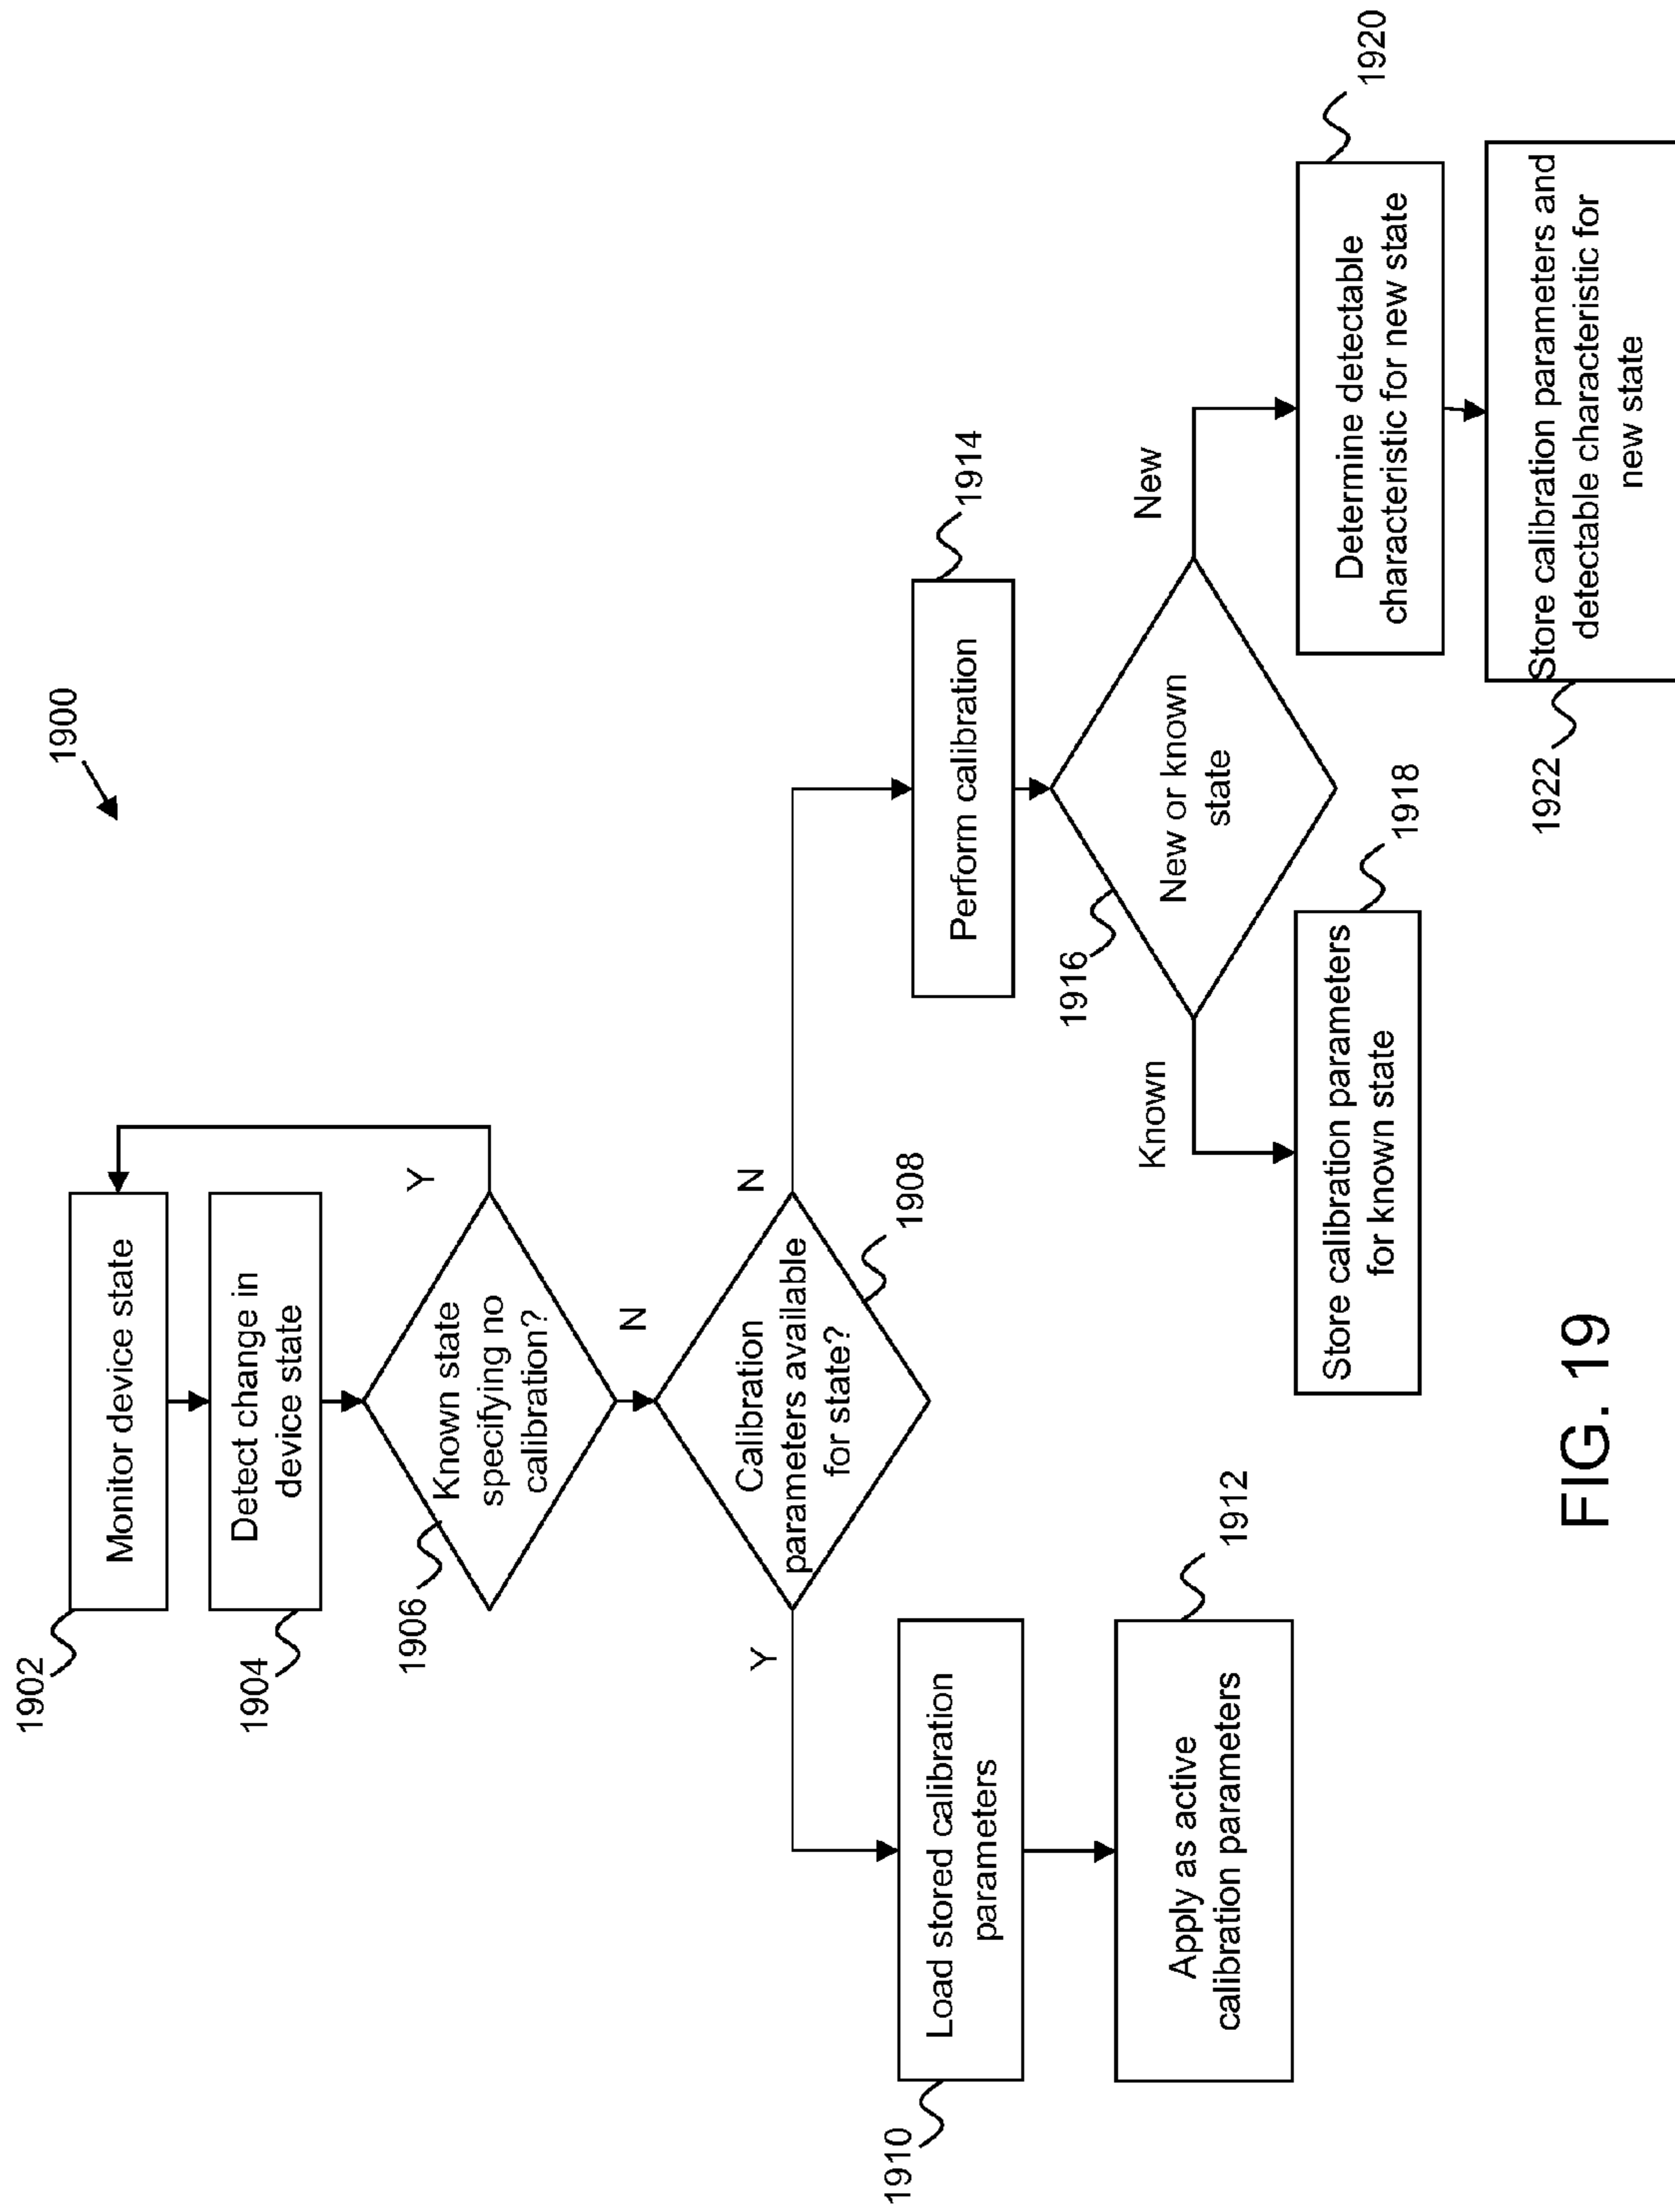 1900
1902
Monitor device state
1904
Detect change in
device state
1906
Known state
specifying no
calibration?
Y
N
1908
Calibration
parameters available
for state?
Y
N
1910
Load stored calibration
parameters
1912
Apply as active
calibration parameters
1914
Perform calibration
1916
New or known
state
Known
New
1918
Store calibration parameters
for known state
1920
Determine detectable
characteristic for new state
1922
Store calibration parameters and
detectable characteristic for
new state
FIG. 19